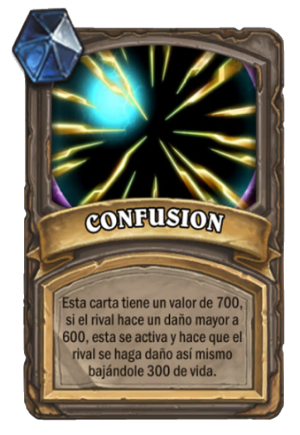 CONFUSION
Esta carta tiene un valor de 700,
si el rival hace un daño mayor a
600, esta se activa y hace que el
rival se haga daño así mismo
bajándole 300 de vida.